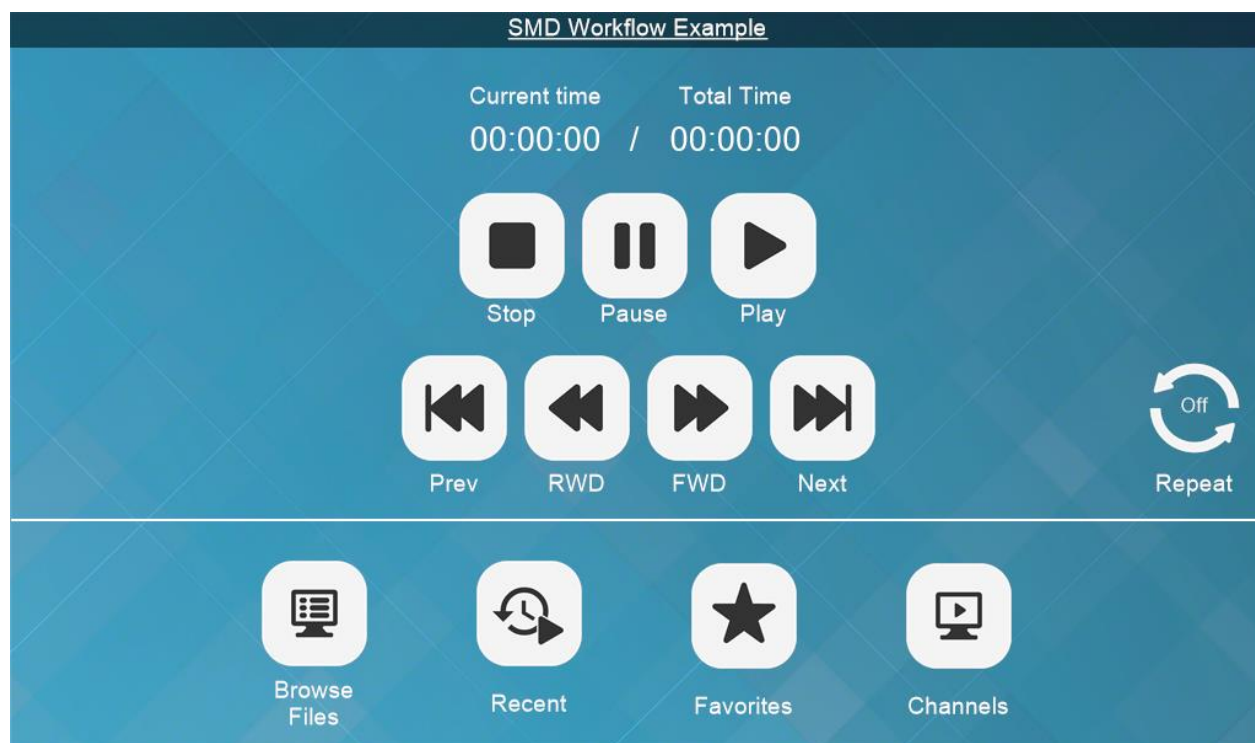 SMD Workflow Example
Current time Total Time
00:00:00 / 00:00:00
Stop Pause Play
Off
Prev RWD FWD Next Repeat
Browse
Files
Recent Favorites Channels